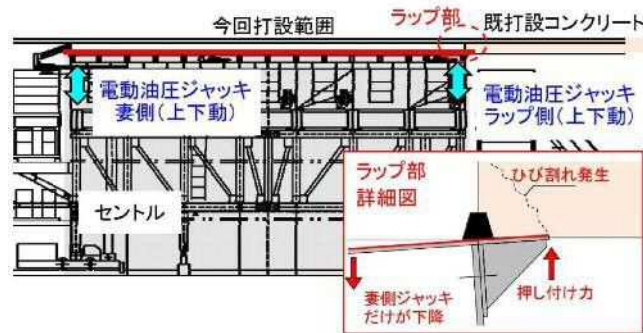 今回打設範囲
ラップ部
既打設コンクリート
電動油圧ジャッキ
妻側(上下動)
電動油圧ジャッキ
ラップ側(上下動)
セントル
ラップ部
詳細図
ひび割れ発生
妻側ジャッキ
だけが下降
押し付け力